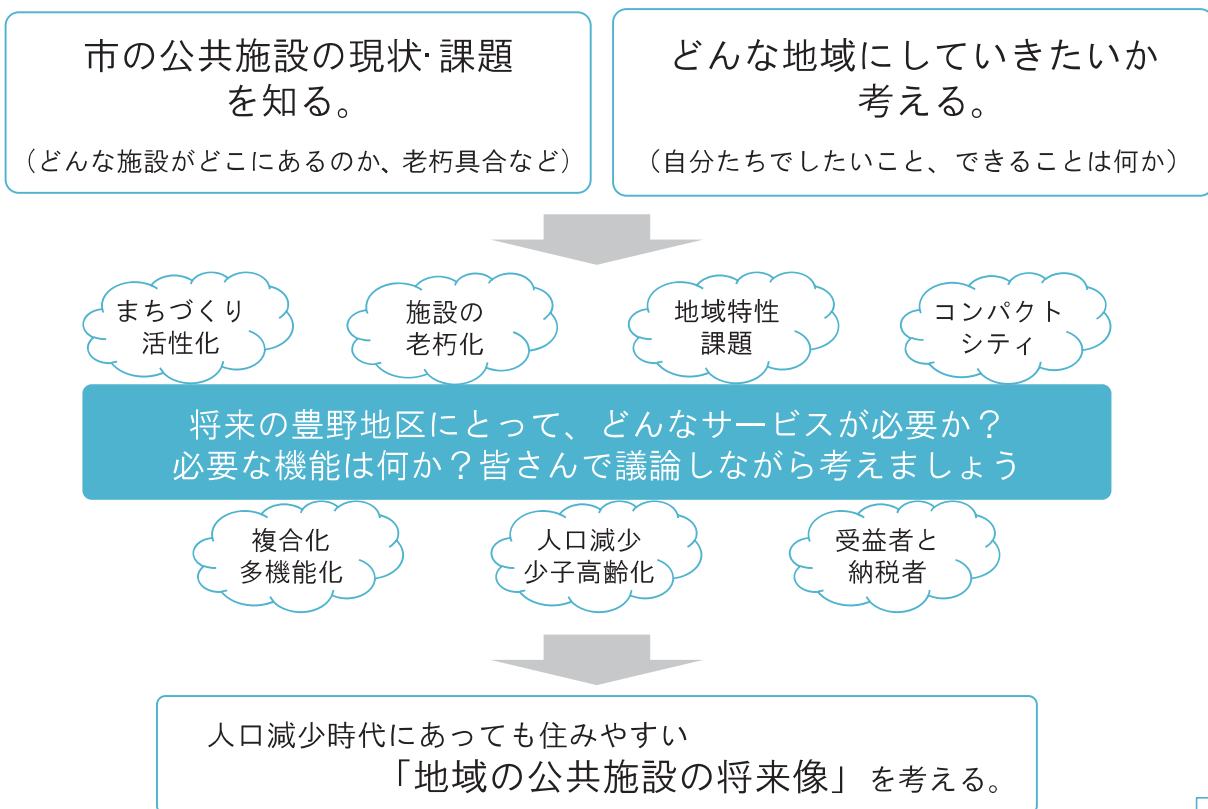 市の公共施設の現状・課題
を知る。
（どんな施設がどこにあるのか、老朽具合など）
どんな地域にしていきたいか
考える。
（自分たちでしたいこと、できることは何か）
まちづくり
活性化
施設の
老朽化
地域特性
課題
コンパクト
シティ
将来の豊野地区にとって、どんなサービスが必要か？
必要な機能は何か？皆さんで議論しながら考えましょう
複合化
多機能化
人口減少
少子高齢化
受益者と
納税者
人口減少時代にあっても住みやすい
「地域の公共施設の将来像」を考える。